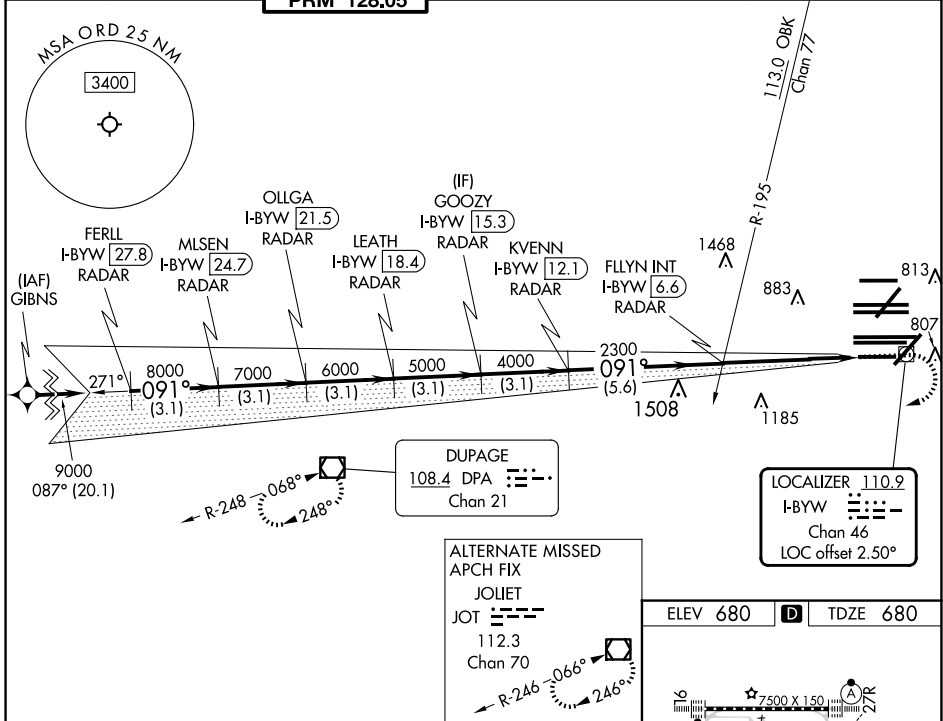 PRM 128.05
MSA ORD 25 NM
3400
113.0 OBK
Chan 77
R-195
(IAF)
GIBNS
FERLL
I-BYW 27.8
RADAR
MLSEN
I-BYW 24.7
RADAR
OLLGA
I-BYW 21.5
RADAR
LEATH
I-BYW 18.4
RADAR
(IF)
GOOZY
I-BYW 15.3
RADAR
KVENN
I-BYW 12.1
RADAR
FLLYN INT
I-BYW 6.6
RADAR
1468
883
813
807
271°
8000
091°
(3.1)
7000
(3.1)
6000
(3.1)
5000
(3.1)
4000
(3.1)
2300
091°
(5.6)
1508
1185
9000
087° (20.1)
R-248
068°
248°
DUPAGE
108.4 DPA
Chan 21
LOCALIZER 110.9
I-BYW
Chan 46
LOC offset 2.50°
ALTERNATE MISSED
APCH FIX
JOLIET
JOT
112.3
Chan 70
R-246
066°
246°
ELEV 680
D
TDZE 680
9L
7500 X 150
A
27R